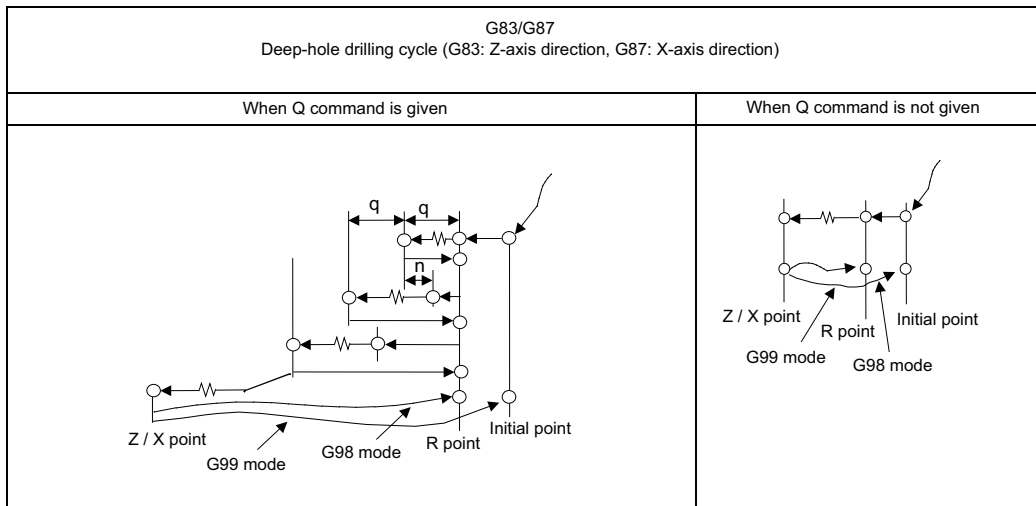 G83/G87
Deep-hole drilling cycle (G83: Z-axis direction, G87: X-axis direction)
When Q command is given
When Q command is not given
q
q
n
Z / X point
G99 mode
G98 mode
R point
Initial point
Z / X point
R point
Initial point
G99 mode
G98 mode